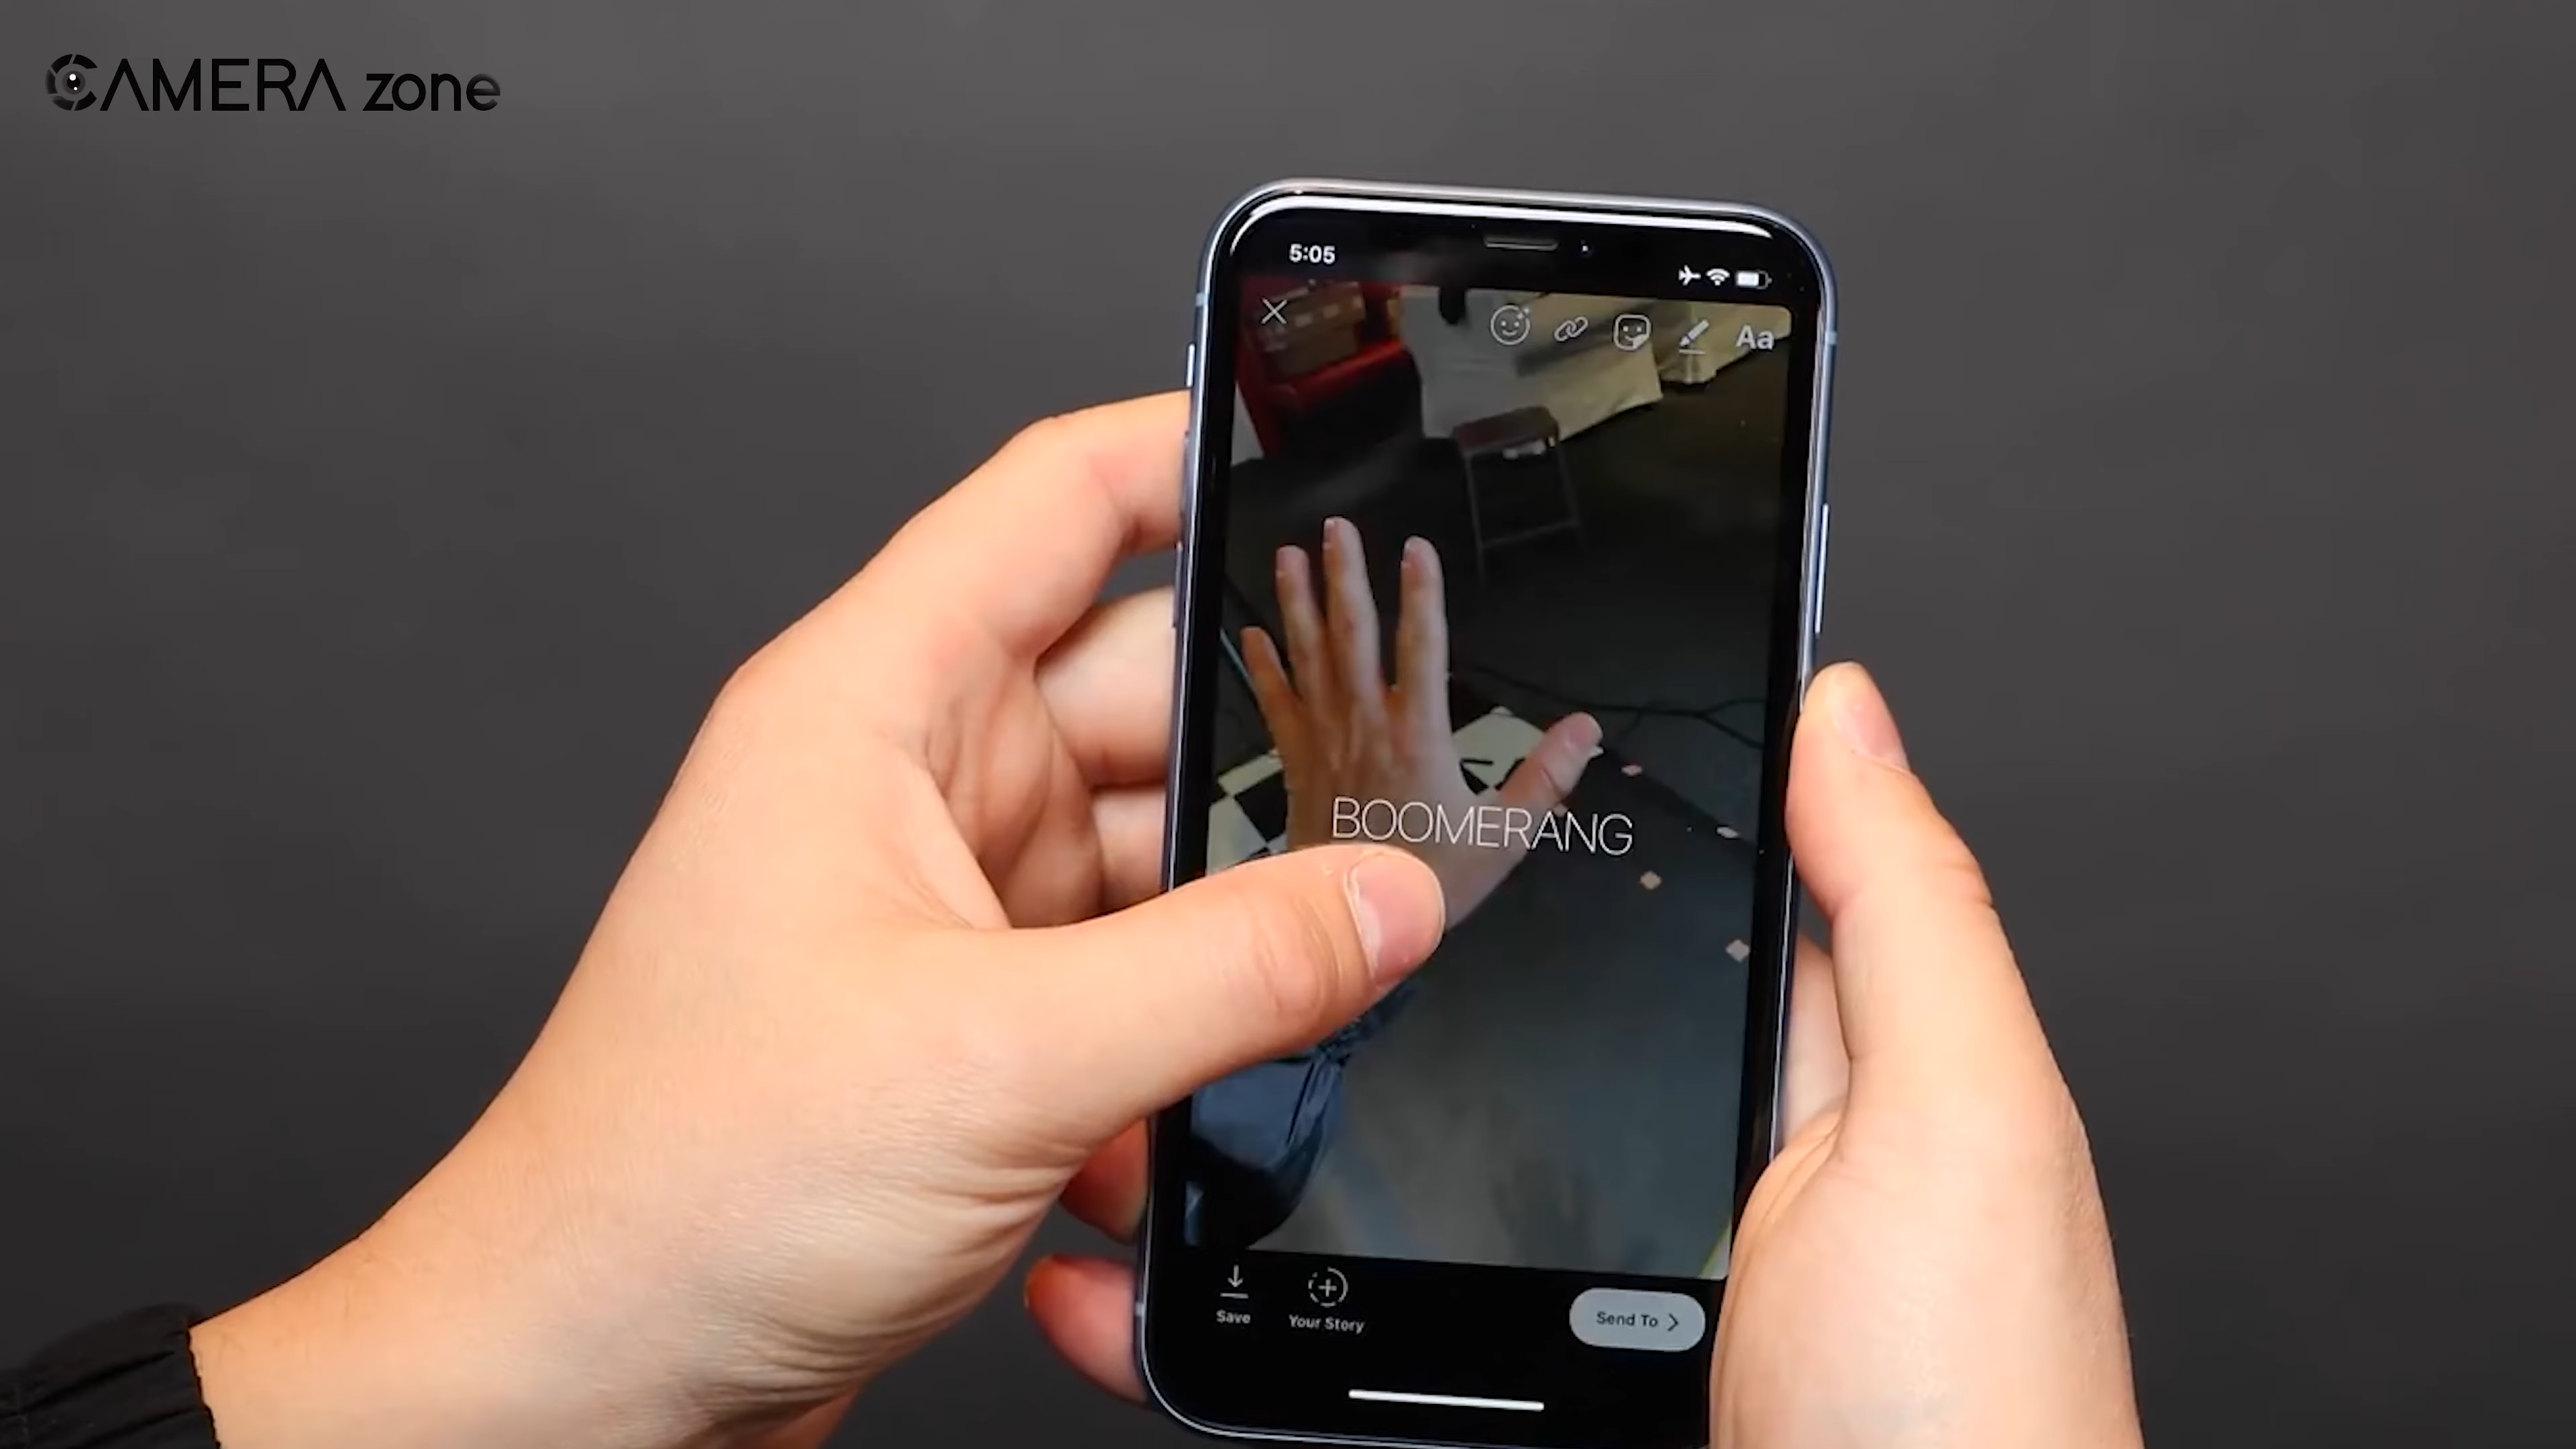 CAMERA zone
5:05
Aa
BOOMERANG
Save
Your Story
Send To